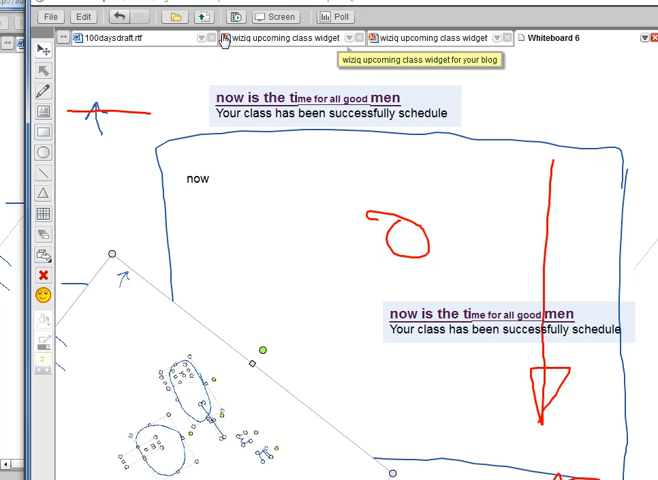 File Edit Screen Poll
100daysdraft.rtf wiziq upcoming class widget wiziq upcoming class widget Whiteboard 6
wiziq upcoming class widget for your blog
now is the time for all good men
Your class has been successfully schedule
now
now is the time for all good men
Your class has been successfully schedule
2